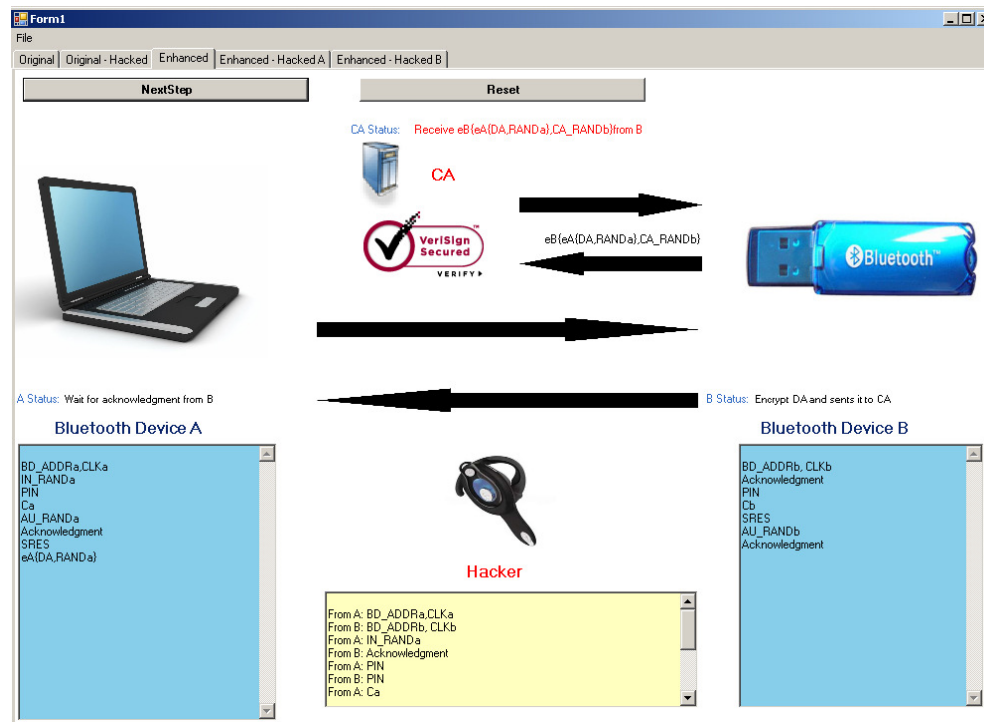 Form1
File
Original
Original - Hacked
Enhanced
Enhanced - Hacked A
Enhanced - Hacked B
NextStep
Reset
CA Status: Receive eB{eA{DA,RANDa},CA_RANDb}from B
CA
VeriSign™
Secured
VERIFY
eB{eA{DA,RANDa},CA_RANDb}
Bluetooth™
A Status: Wait for acknowledgment from B
B Status: Encrypt DA and sents it to CA
Bluetooth Device A
BD_ADDRa,CLKa
IN_RANDa
PIN
Ca
AU_RANDa
Acknowledgment
SRES
eA{DA,RANDa}
Bluetooth Device B
BD_ADDRb, CLKb
Acknowledgment
PIN
Cb
SRES
AU_RANDb
Acknowledgment
Hacker
From A: BD_ADDRa,CLKa
From B: BD_ADDRb, CLKb
From A: IN_RANDa
From B: Acknowledgment
From A: PIN
From B: PIN
From A: Ca